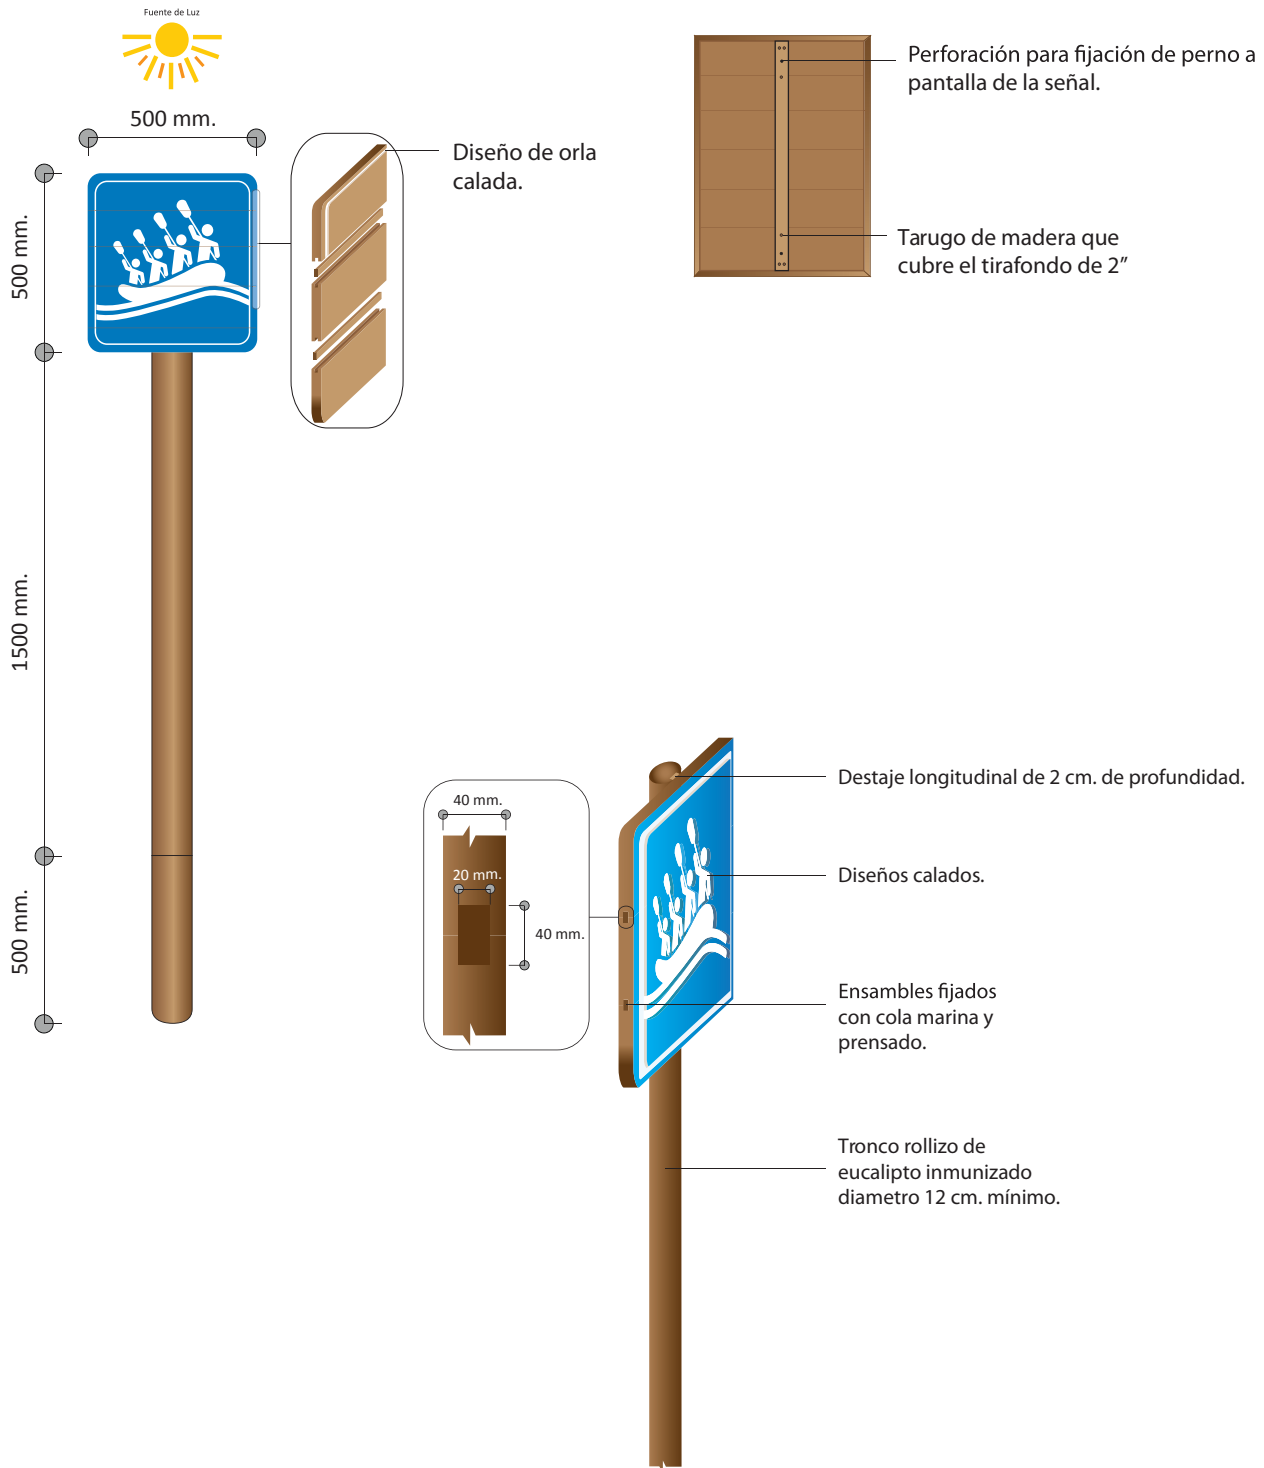 Fuente de Luz
500 mm.
500 mm.
1500 mm.
500 mm.
Diseño de orla
calada.
Perforación para fijación de perno a
pantalla de la señal.
Tarugo de madera que
cubre el tirafondo de 2”
40 mm.
20 mm.
40 mm.
Destaje longitudinal de 2 cm. de profundidad.
Diseños calados.
Ensambles fijados
con cola marina y
prensado.
Tronco rollizo de
eucalipto inmunizado
diametro 12 cm. mínimo.